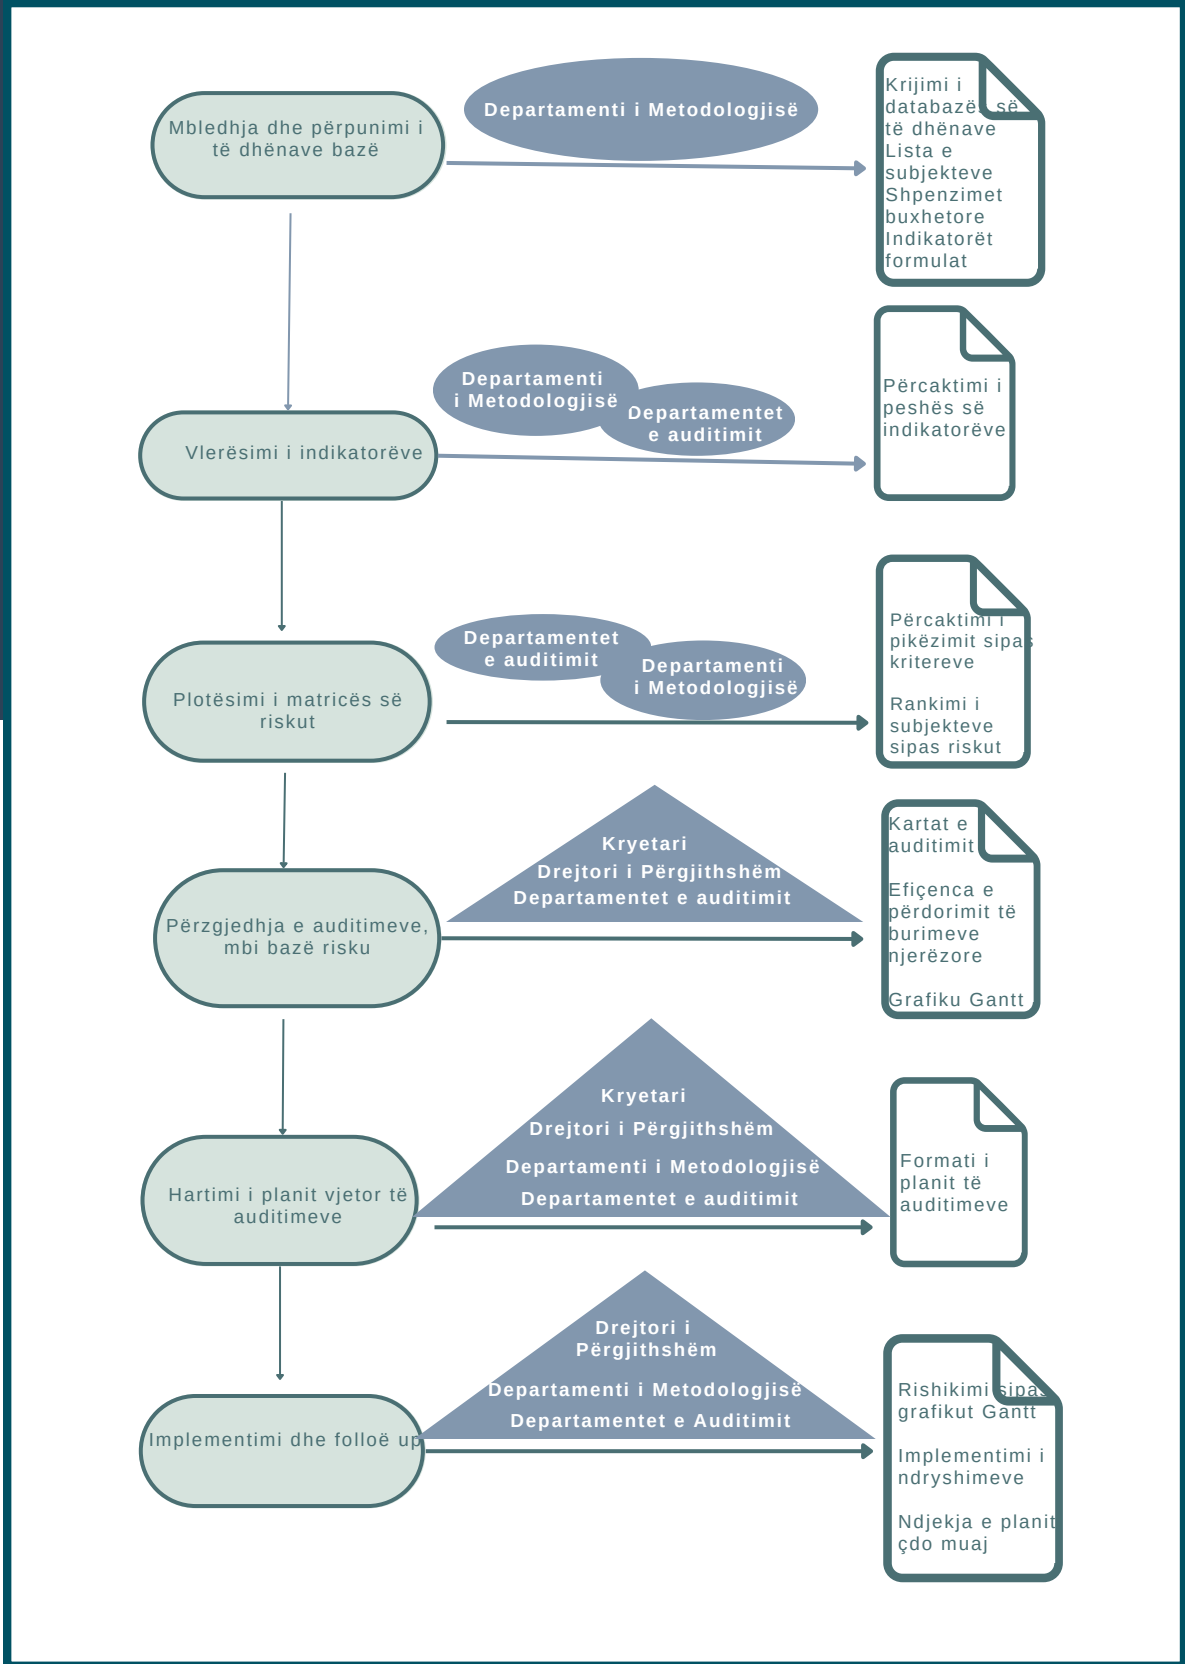 Mbledhja dhe përpunimi i
të dhënave bazë
Departamenti i Metodologjisë
Krijimi i
databazës së
të dhënave
Lista e
subjekteve
Shpenzimet
buxhetore
Indikatorët
formulat
Vlerësimi i indikatorëve
Departamenti
i Metodologjisë
Departamentet
e auditimit
Përcaktimi i
peshës së
indikatorëve
Plotësimi i matricës së
riskut
Departamentet
e auditimit
Departamenti
i Metodologjisë
Përcaktimi i
pikëzimit sipas
kritereve
Rankimi i
subjekteve
sipas riskut
Përzgjedhja e auditimeve,
mbi bazë risku
Kryetari
Drejtori i Përgjithshëm
Departamentet e auditimit
Kartat e
auditimit
Efiçenca e
përdorimit të
burimeve
njerëzore
Grafiku Gantt
Hartimi i planit vjetor të
auditimeve
Kryetari
Drejtori i Përgjithshëm
Departamenti i Metodologjisë
Departamentet e auditimit
Formati i
planit të
auditimeve
Implementimi dhe folloë up
Drejtori i
Përgjithshëm
Departamenti i Metodologjisë
Departamentet e Auditimit
Rishikimi sipas
grafikut Gantt
Implementimi i
ndryshimeve
Ndjekja e planit
çdo muaj